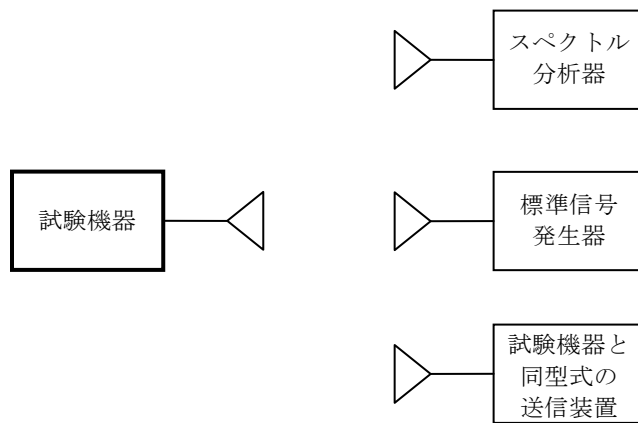 スペクトル
分析器
試験機器
標準信号
発生器
試験機器と
同型式の
送信装置